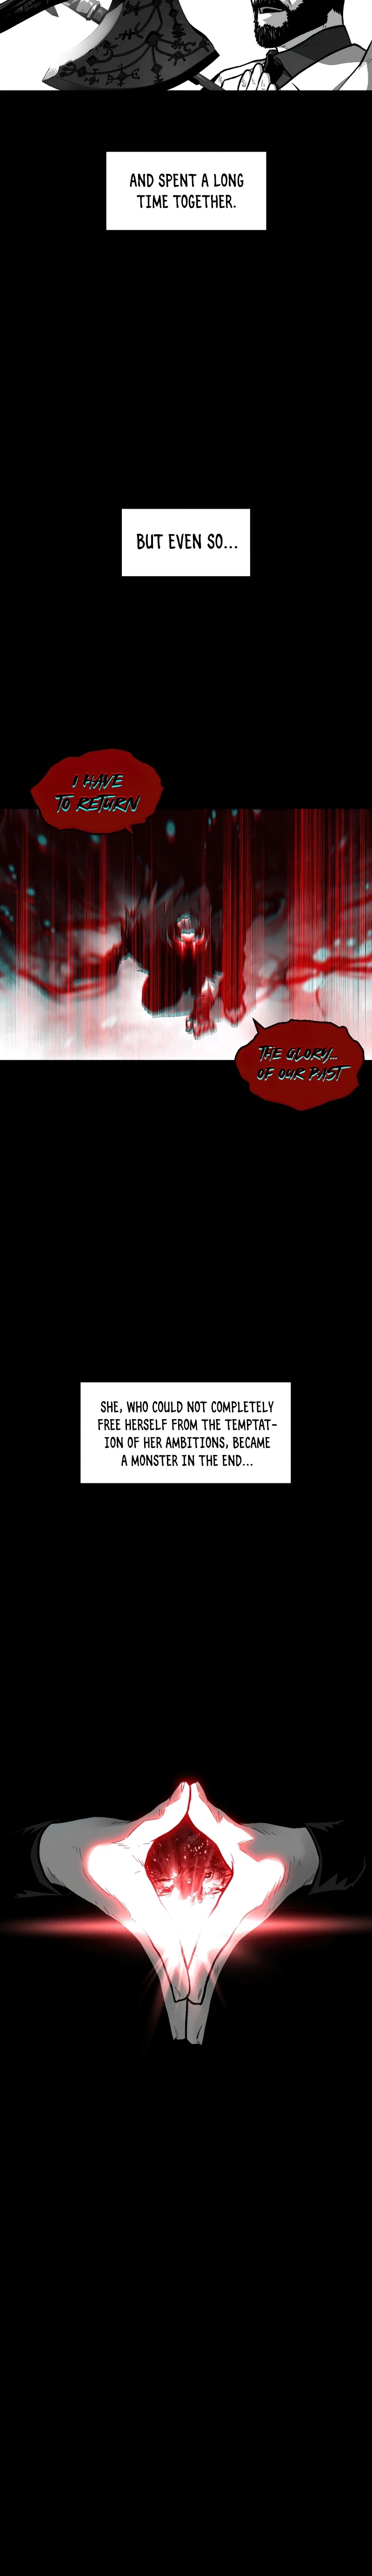 AND SPENT A LONG
TIME TOGETHER.
BUT EVEN SO...
I HAVE
TO RETURN
THE GLORY...
OF OUR PAST
SHE, WHO COULD NOT COMPLETELY
FREE HERSELF FROM THE TEMPTAT-
ION OF HER AMBITIONS, BECAME
A MONSTER IN THE END...